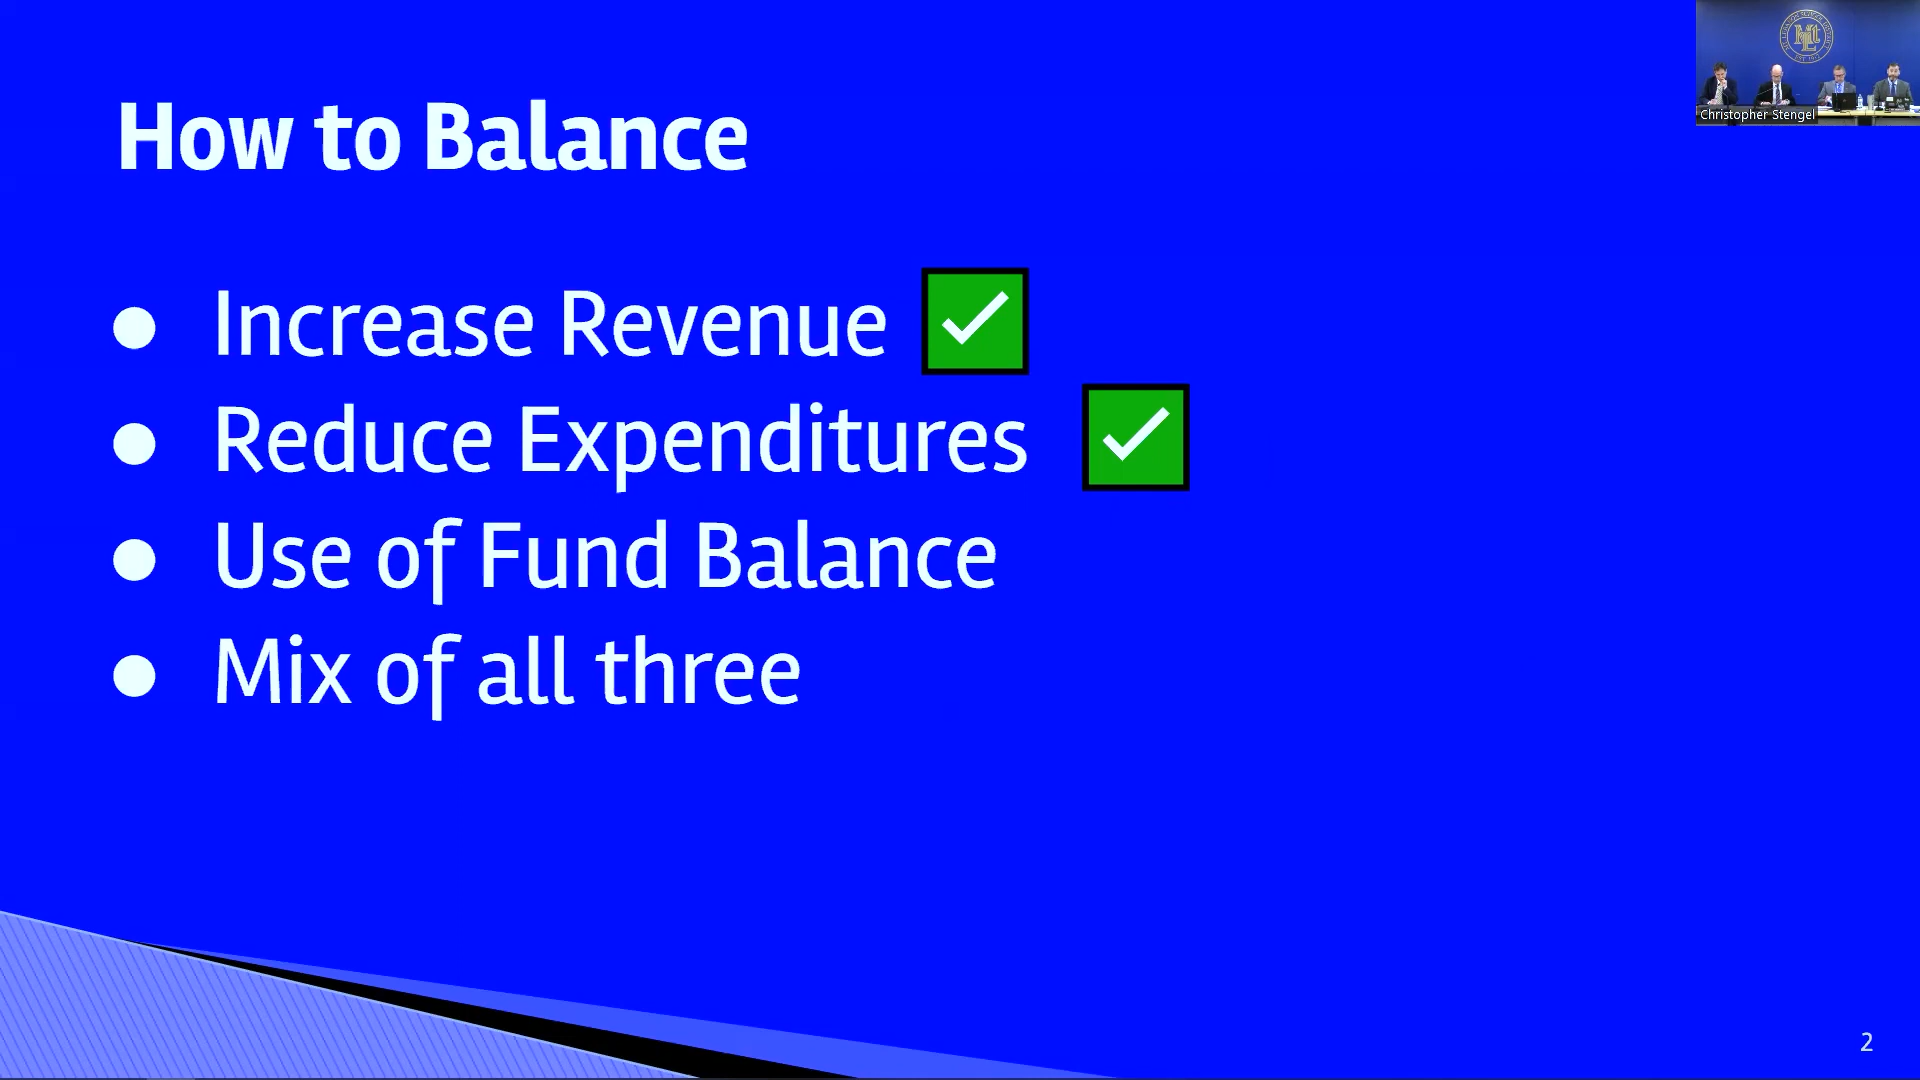 How to Balance
Increase Revenue
Reduce Expenditures
Use of Fund Balance
Mix of all three
Christopher Stengel
2